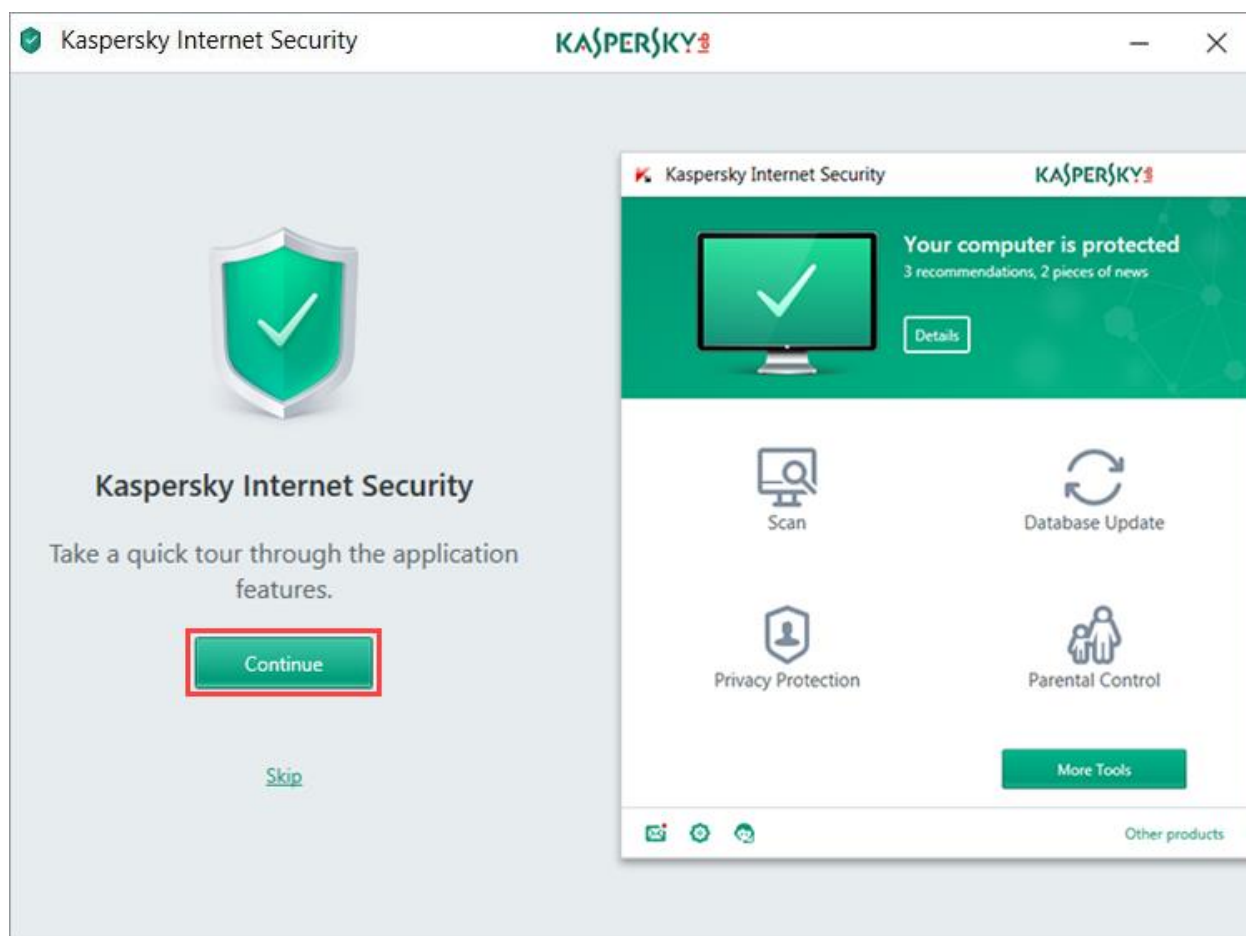 Kaspersky Internet Security
KASPERSKY lab
Kaspersky Internet Security
Take a quick tour through the application
features.
Continue
Skip
Kaspersky Internet Security
KASPERSKY lab
Your computer is protected
3 recommendations, 2 pieces of news
Details
Scan
Database Update
Privacy Protection
Parental Control
More Tools
Other products